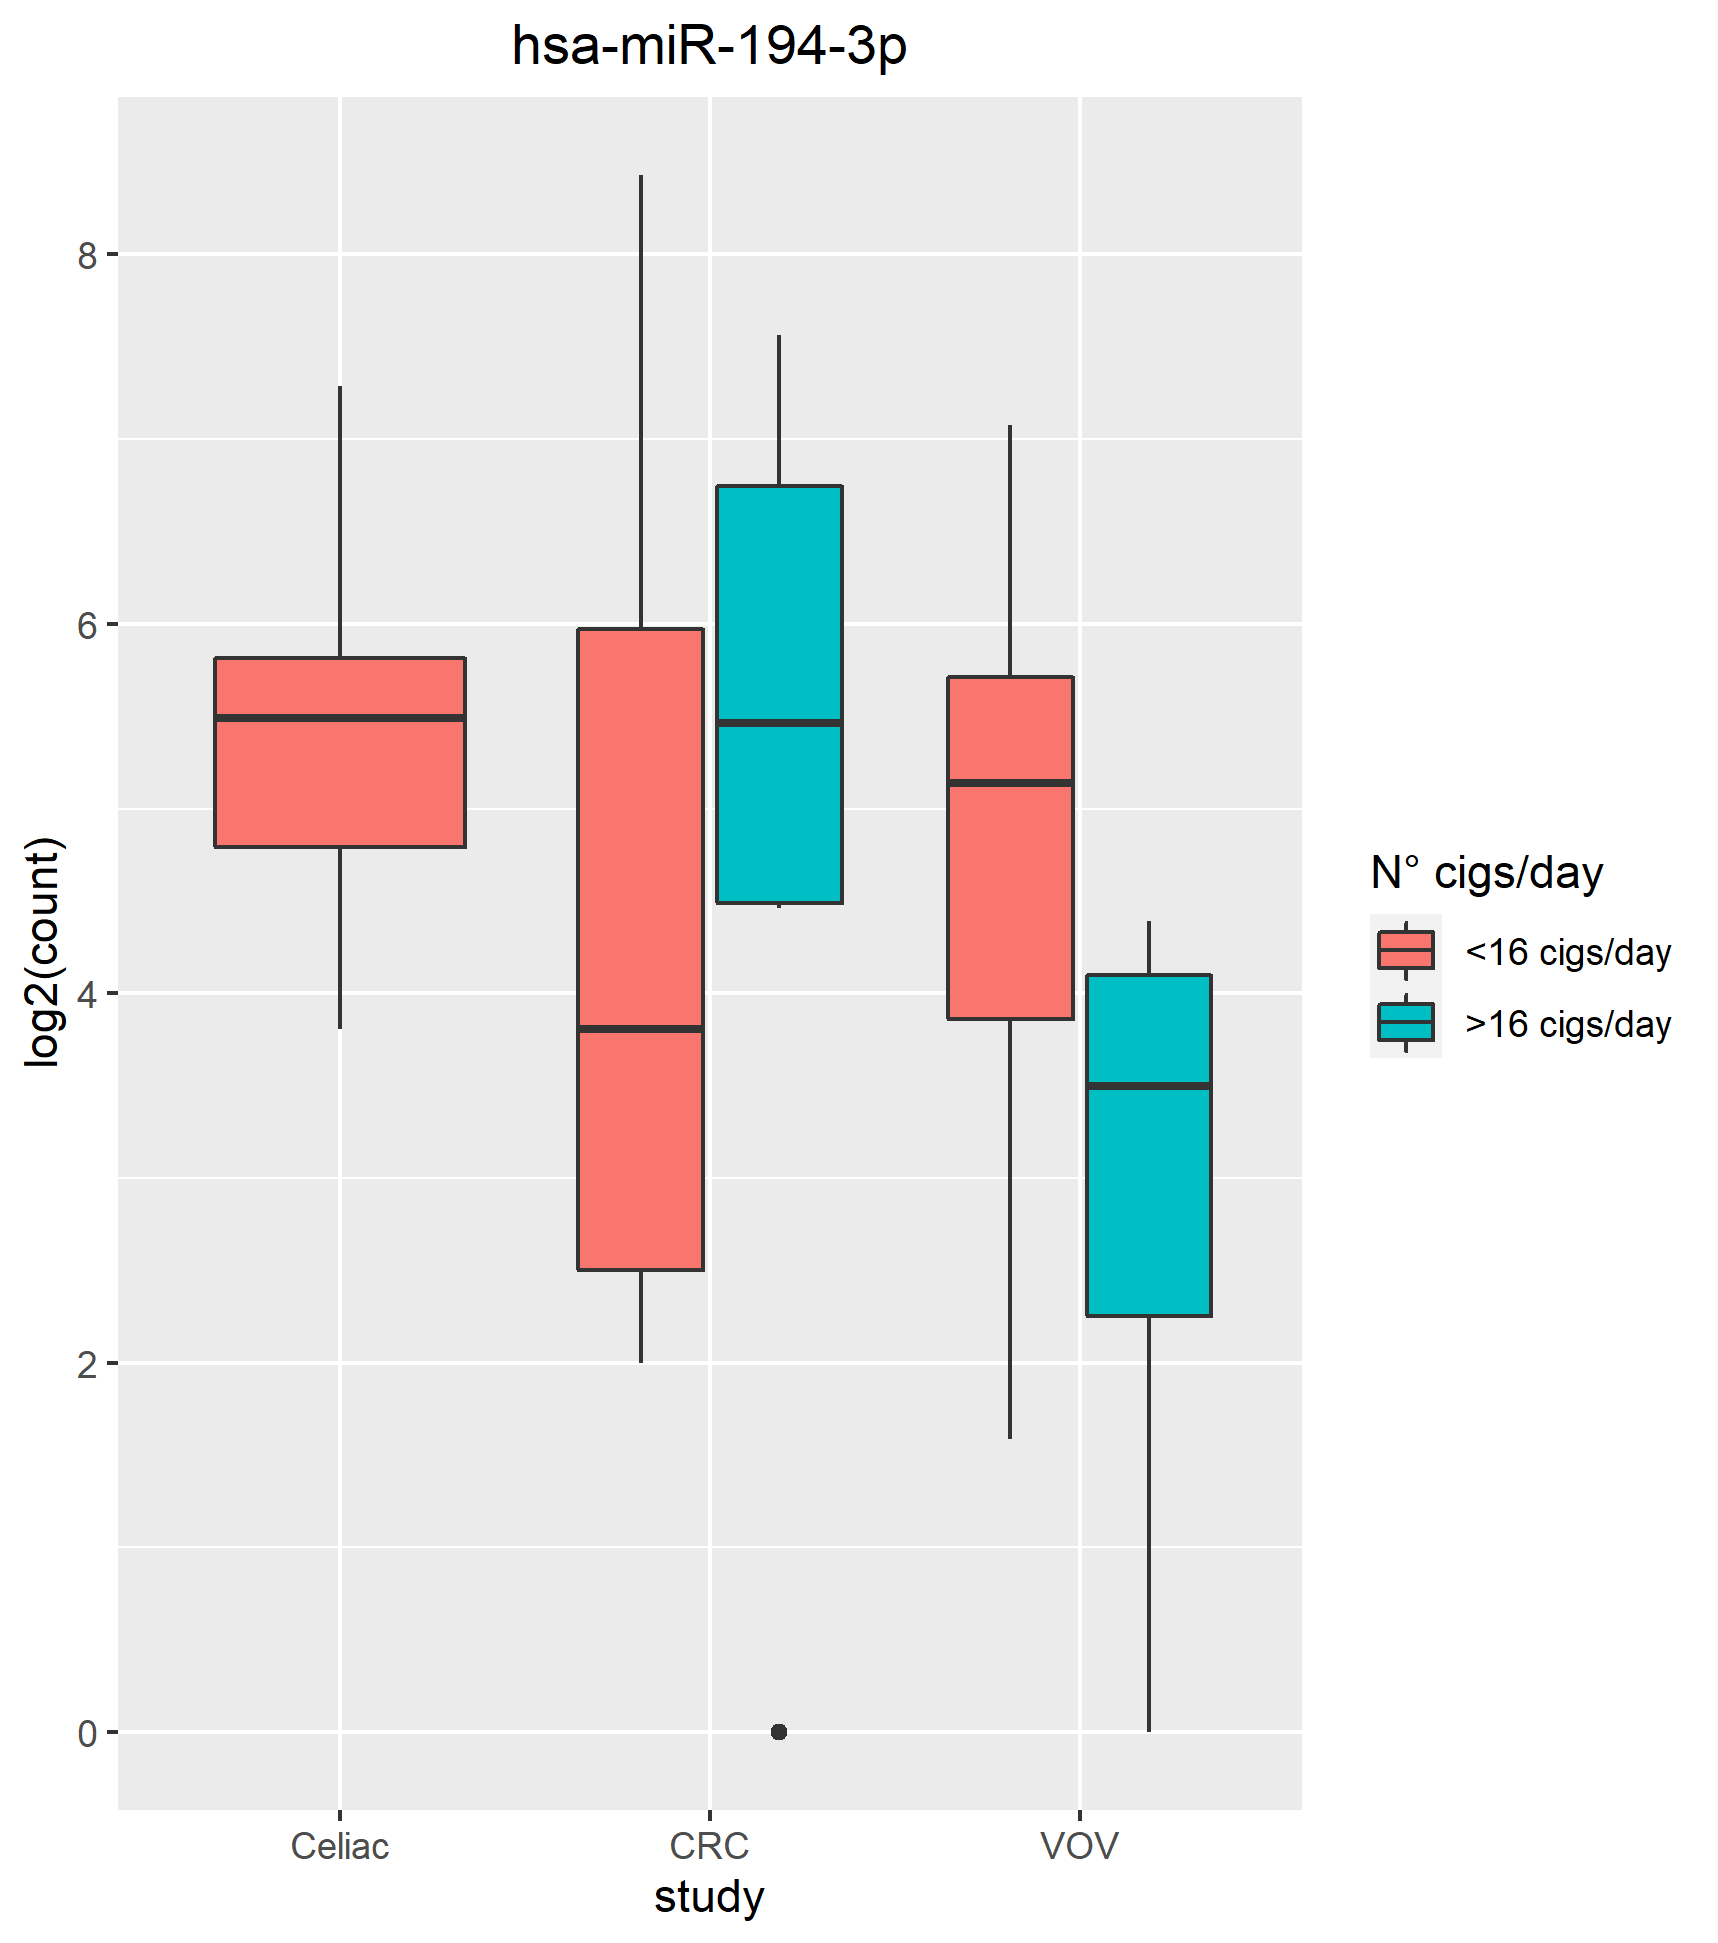 hsa-miR-194-3p
log2(count)
8
6
4
2
0
Celiac
CRC
VOV
study
N° cigs/day
<16 cigs/day
>16 cigs/day